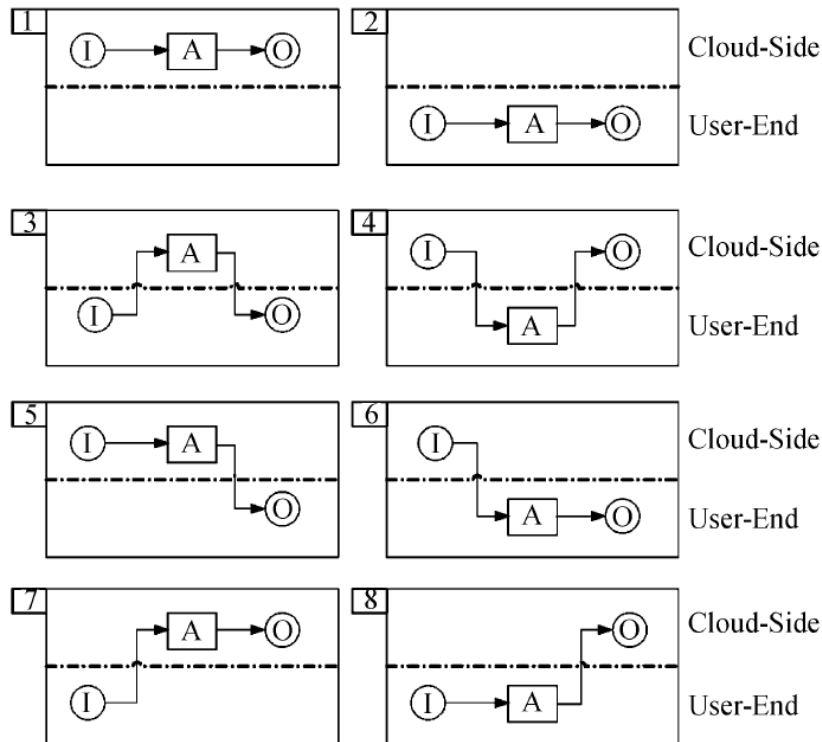 1 2
I A O Cloud-Side
I A O User-End
3 4
A I O Cloud-Side
I O A User-End
5 6
I A I Cloud-Side
O A O User-End
7 8
A O O Cloud-Side
I I A User-End